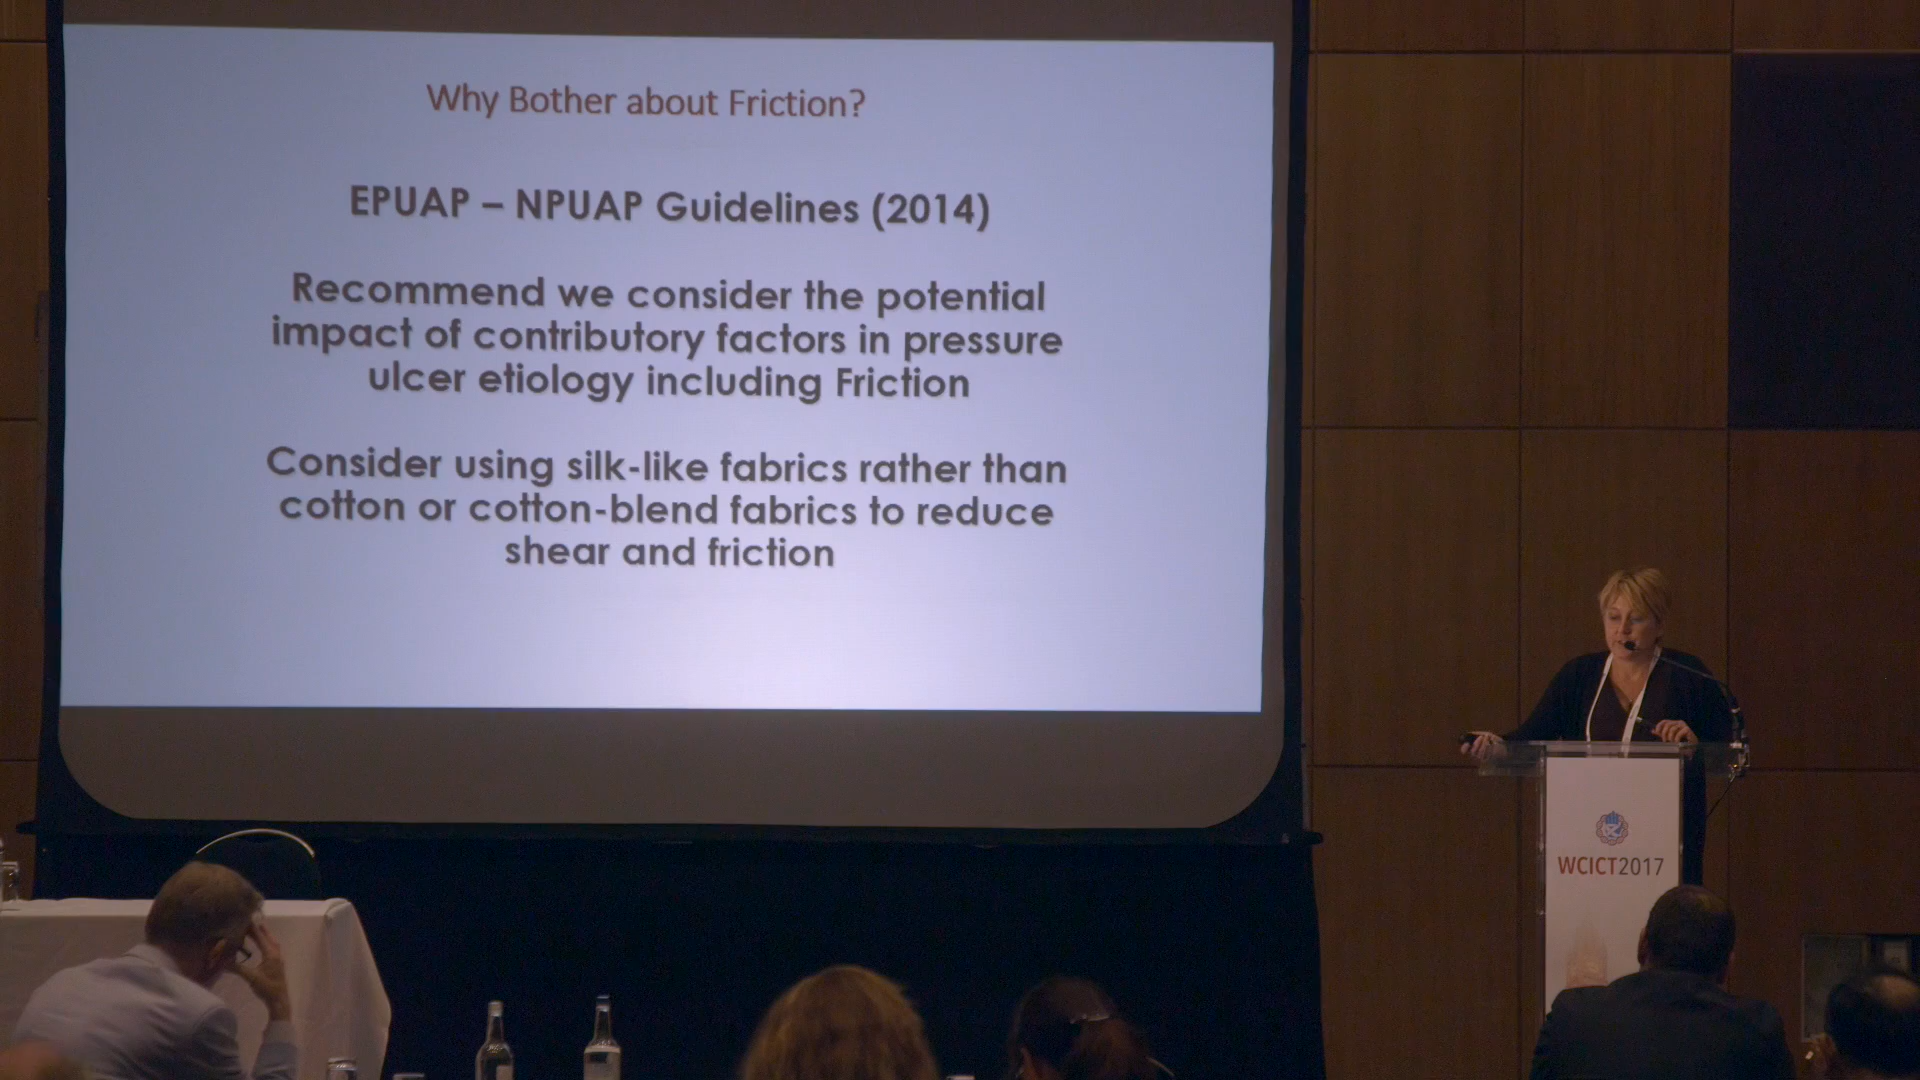 Why Bother about Friction?
EPUAP – NPUAP Guidelines (2014)
Recommend we consider the potential
impact of contributory factors in pressure
ulcer etiology including Friction
Consider using silk-like fabrics rather than
cotton or cotton-blend fabrics to reduce
shear and friction
WCICT2017